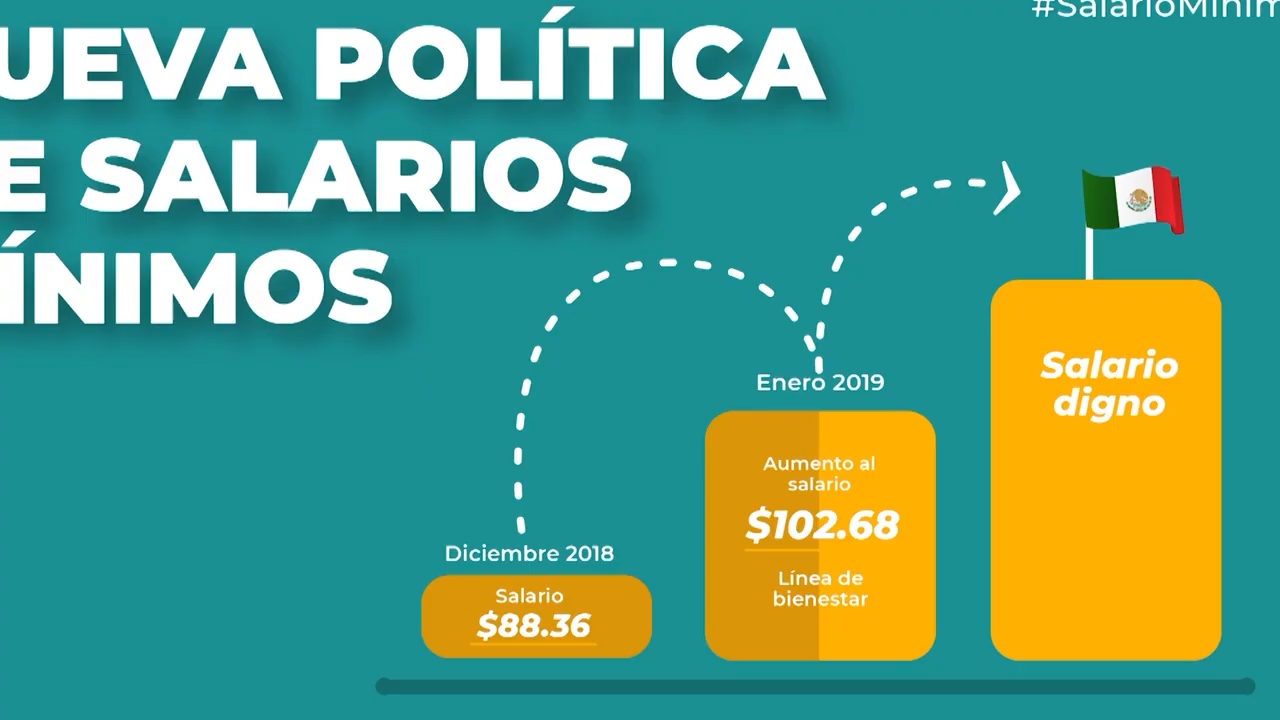 #SalarioMíním
UEVA POLÍTICA
E SALARIOS
ÍNIMOS
Enero 2019
Salario
digno
Aumento al
salario
$102.68
Diciembre 2018
Línea de
bienestar
Salario
$88.36